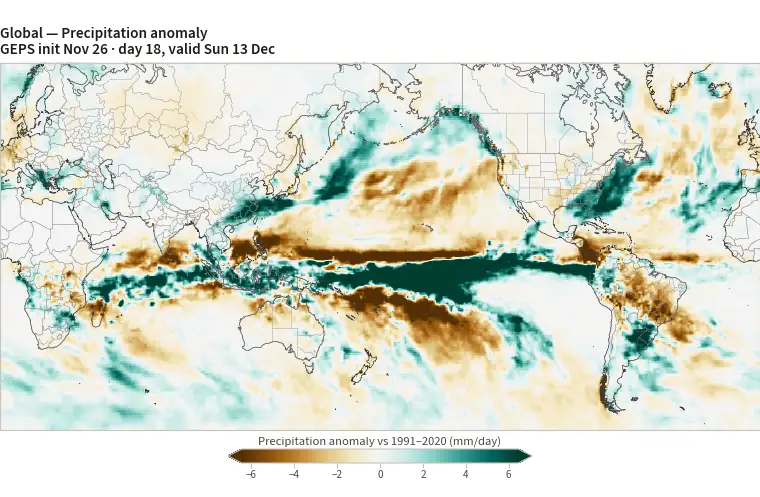 Global — Precipitation anomaly
GEPS init Nov 26 · day 18, valid Sun 13 Dec
Precipitation anomaly vs 1991–2020 (mm/day)
−6 −4 −2 0 2 4 6